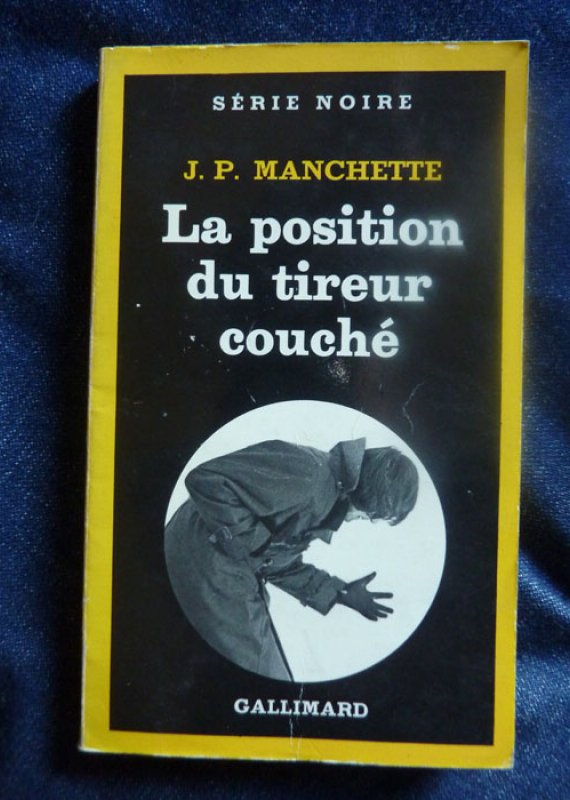 SÉRIE NOIRE
J. P. MANCHETTE
La position
du tireur
couché
GALLIMARD